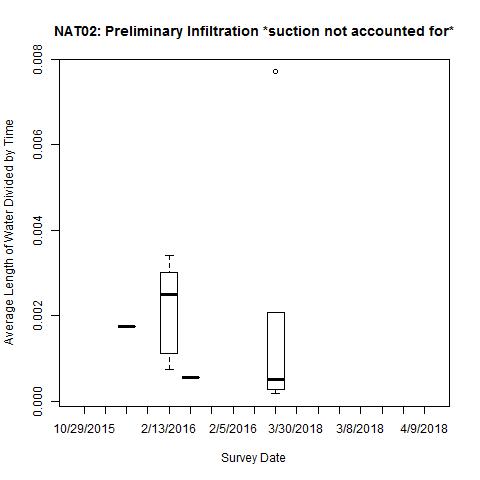 NAT02: Preliminary Infiltration *suction not accounted for*
Average Length of Water Divided by Time
0.008
0.006
0.004
0.002
0.000
10/29/2015 2/13/2016 2/5/2016 3/30/2018 3/8/2018 4/9/2018
Survey Date